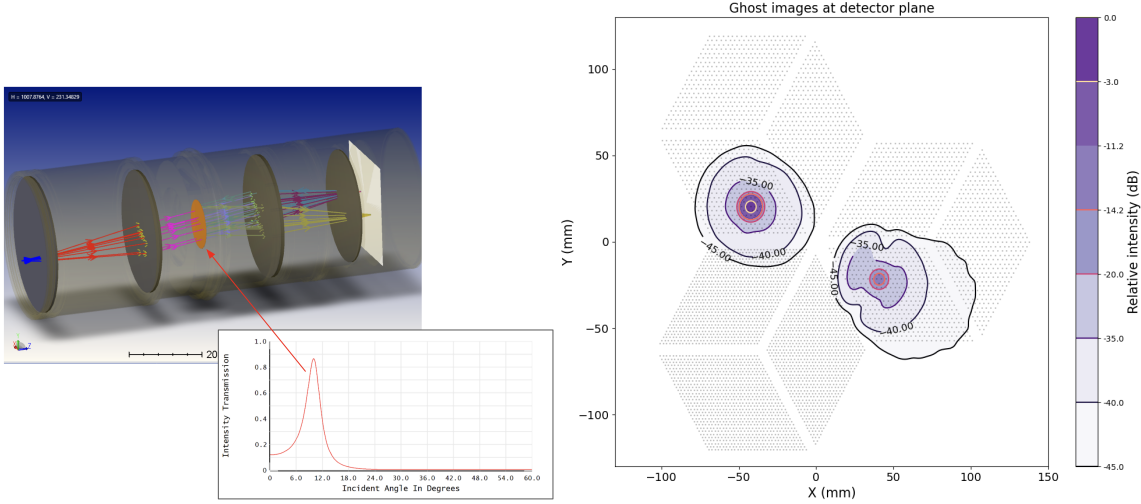 H = 1007.8764, V = 231.34829
20
Intensity Transmission
1.0
0.8
0.6
0.4
0.2
0
0 6.0 12.0 18.0 24.0 30.0 36.0 42.0 48.0 54.0 60.0
Incident Angle In Degrees
Ghost images at detector plane
Y (mm)
100
50
0
−50
−100
−100 −50 0 50 100 150
X (mm)
−35.00
−40.00
−45.00
−35.00
−40.00
−45.00
0.0
-3.0
-11.2
-14.2
-20.0
-35.0
-40.0
-45.0
Relative intensity (dB)